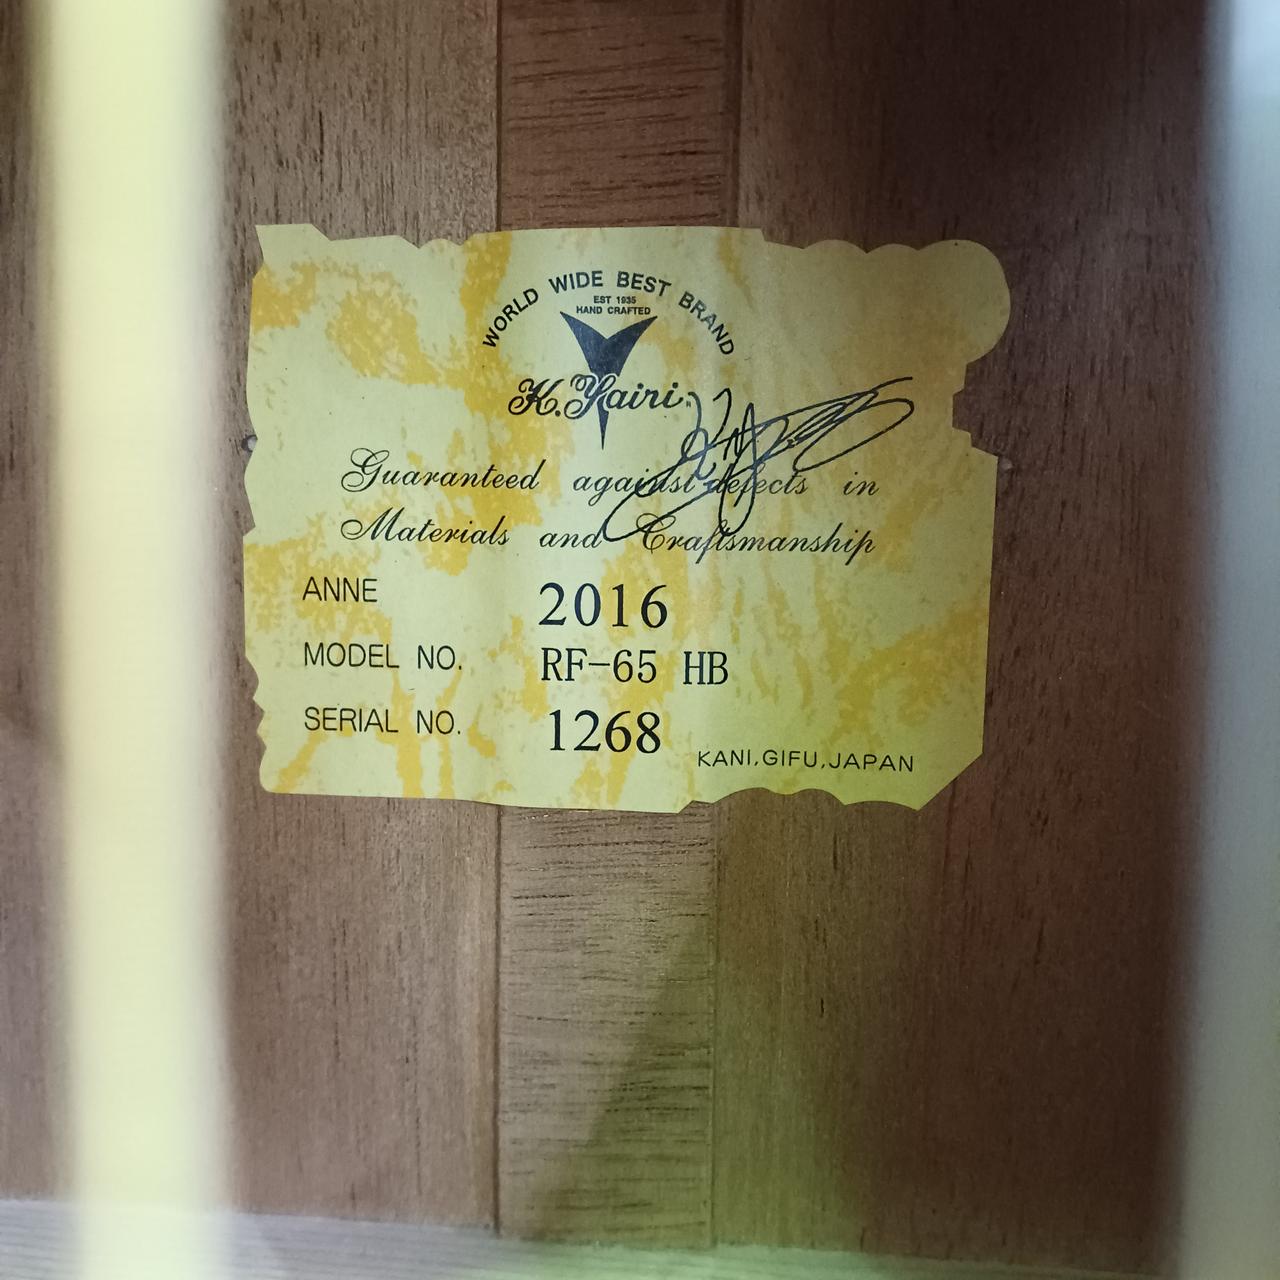 WORLD WIDE BEST BRAND
EST 1935
HAND CRAFTED
K.Yairi
Guaranteed against defects in
Materials and Craftsmanship
ANNE 2016
MODEL NO. RF-65 HB
SERIAL NO. 1268
KANI,GIFU,JAPAN